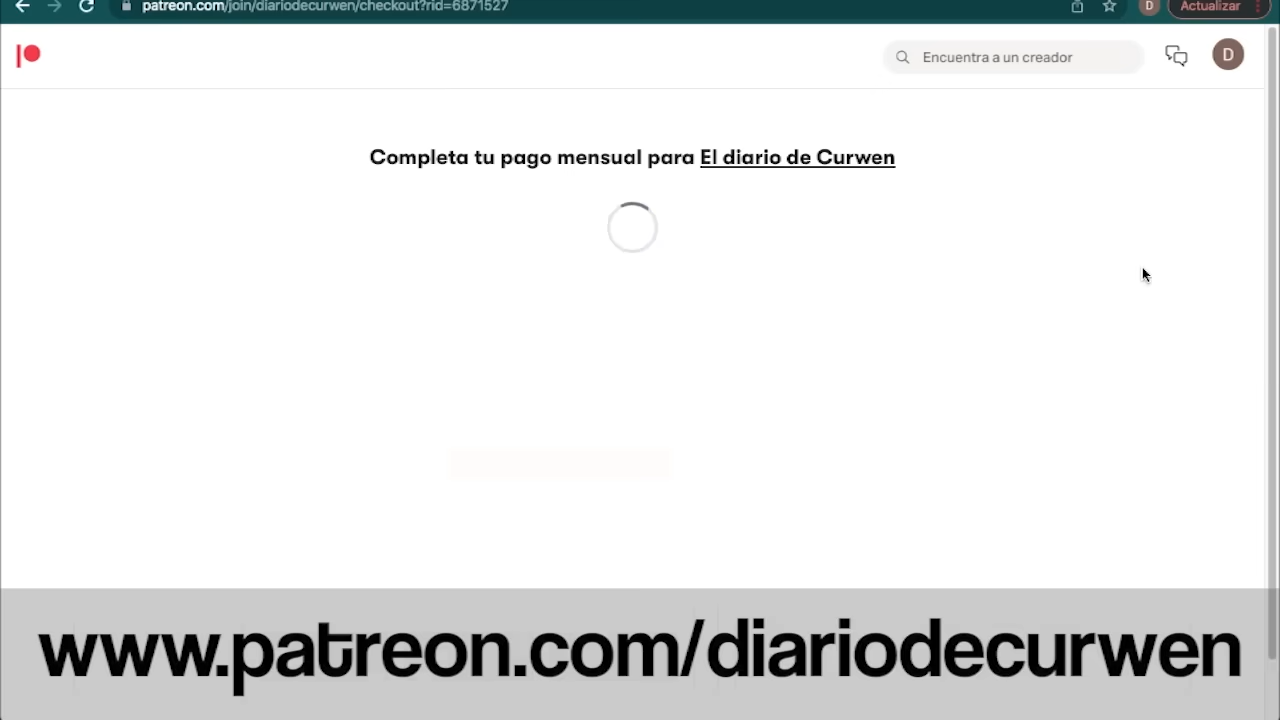 patreon.com/join/diariodecurwen/checkout?rid=6871527
D
Actualizar
Encuentra a un creador
D
Completa tu pago mensual para El diario de Curwen
www.patreon.com/diariodecurwen